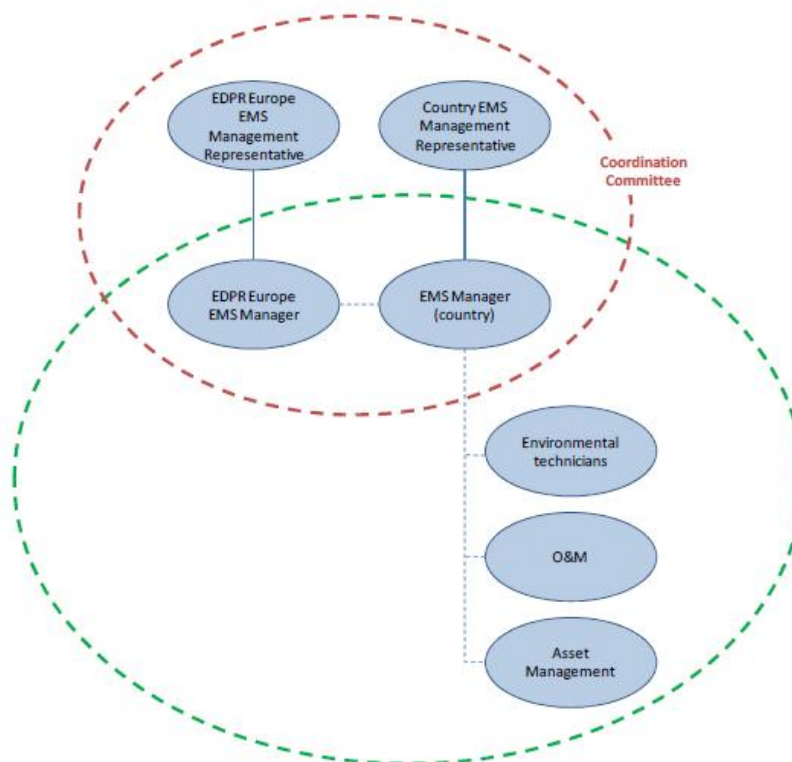 EDPR Europe
EMS
Management
Representative
Country EMS
Management
Representative
Coordination
Committee
EDPR Europe
EMS Manager
EMS Manager
(country)
Environmental
technicians
O&M
Asset
Management